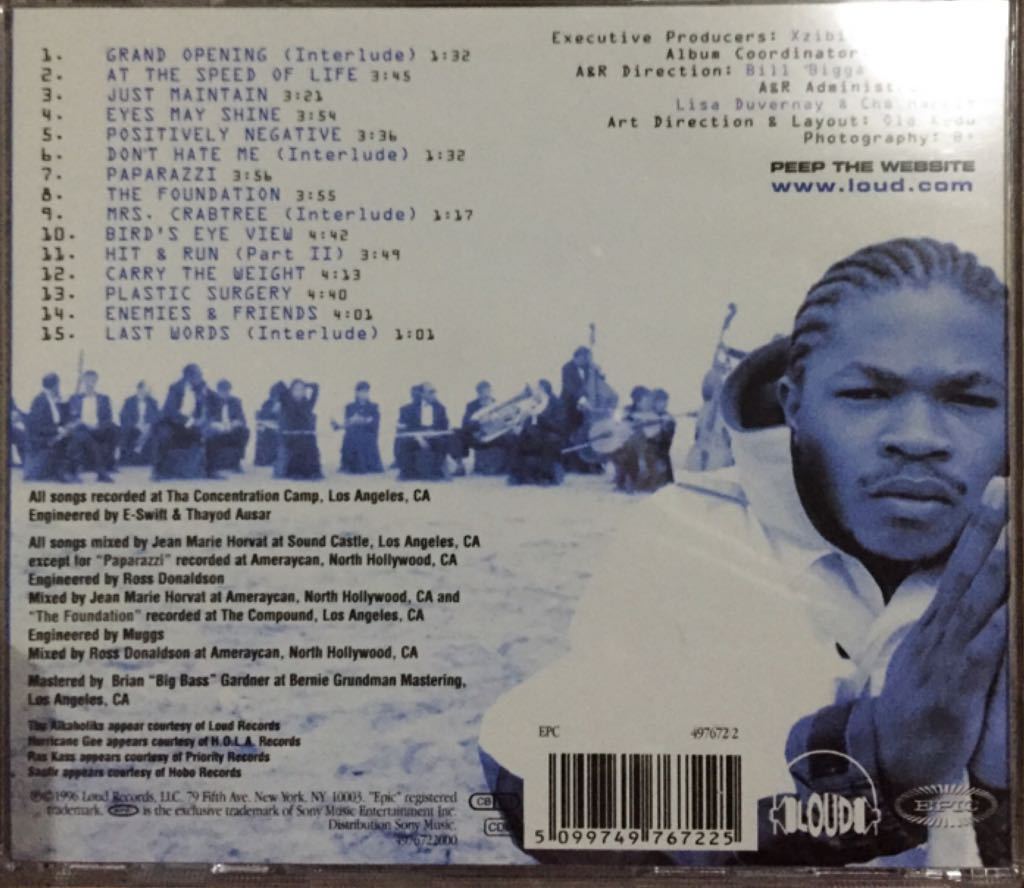 1. GRAND OPENING (Interlude) 1:32
2. AT THE SPEED OF LIFE 3:45
3. JUST MAINTAIN 3:21
4. EYES MAY SHINE 3:54
5. POSITIVELY NEGATIVE 3:36
6. DON'T HATE ME (Interlude) 1:32
7. PAPARAZZI 3:56
8. THE FOUNDATION 3:55
9. MRS. CRABTREE (Interlude) 1:17
10. BIRD'S EYE VIEW 4:42
11. HIT & RUN (Part II) 3:49
12. CARRY THE WEIGHT 4:13
13. PLASTIC SURGERY 4:40
14. ENEMIES & FRIENDS 4:01
15. LAST WORDS (Interlude) 1:01
Executive Producers:
Album Coordinator
A&R Direction: Bill
A&R
Lisa Duvernay &
Art Direction & Layout:
Photography:
PEEP THE WEBSITE
www.loud.com
All songs recorded at Tha Concentration Camp, Los Angeles, CA
Engineered by E-Swift & Thayod Ausar
All songs mixed by Jean Marie Horvat at Sound Castle, Los Angeles, CA
except for "Paparazzi" recorded at Ameraycan, North Hollywood, CA
Engineered by Ross Donaldson
Mixed by Jean Marie Horvat at Ameraycan, North Hollywood, CA and
"The Foundation" recorded at The Compound, Los Angeles, CA
Engineered by Muggs
Mixed by Ross Donaldson at Ameraycan, North Hollywood, CA
Mastered by Brian "Big Bass" Gardner at Bernie Grundman Mastering,
Los Angeles, CA
Tha Alkaholiks appear courtesy of Loud Records
Hurricane Gee appears courtesy of H.O.L.A. Records
Ras Kass appears courtesy of Priority Records
Saafir appears courtesy of Hobo Records
℗©1996 Loud Records, LLC. 79 Fifth Ave. New York, NY 10003. "Epic" registered
trademark. epic is the exclusive trademark of Sony Music Entertainment Inc.
Distribution Sony Music.
4976722000
CB
CD
EPC 497672 2
5 099749 767225
LOUD
EPIC